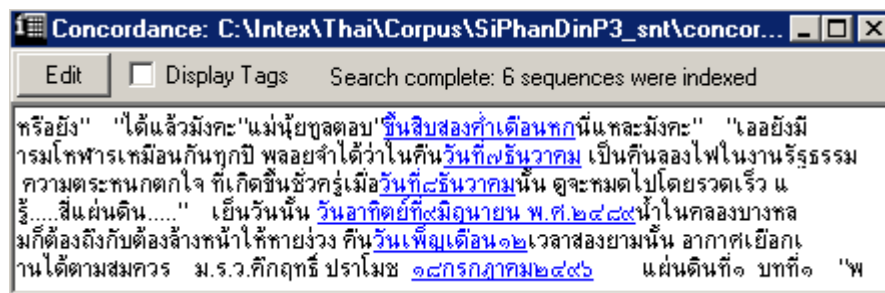 Concordance: C:\Intex\Thai\Corpus\SiPhanDinP3_snt\concor...
Edit Display Tags Search complete: 6 sequences were indexed
หรือยัง" "ได้แล้วมังคะ"แม่นุ้ยทูลตอบ"ขึ้นสิบสองค่ำเดือนหกนี่แหละมังคะ" "เออยังมี
ารมโหฬารเหมือนกันทุกปี พลอยจำได้ว่าในคืนวันที่๗ธันวาคม เป็นคืนลองไฟในงานรัฐธรรม
ความตระหนกตกใจ ที่เกิดขึ้นชั่วครู่เมื่อวันที่๘ธันวาคมนั้น ดูจะหมดไปโดยรวดเร็ว แ
รู้.....สี่แผ่นดิน....." เย็นวันนั้น วันอาทิตย์ที่๙มิถุนายน พ.ศ.๒๔๘๙น้ำในคลองบางหล
มก็ต้องถึงกับต้องล้างหน้าให้หายง่วง คืนวันเพ็ญเดือน๑๒เวลาสองยามนั้น อากาศเยือกเ
านได้ตามสมควร ม.ร.ว.คึกฤทธิ์ ปราโมช ๑๘กรกฎาคม๒๔๙๖ แผ่นดินที่๑ บทที่๑ "พ